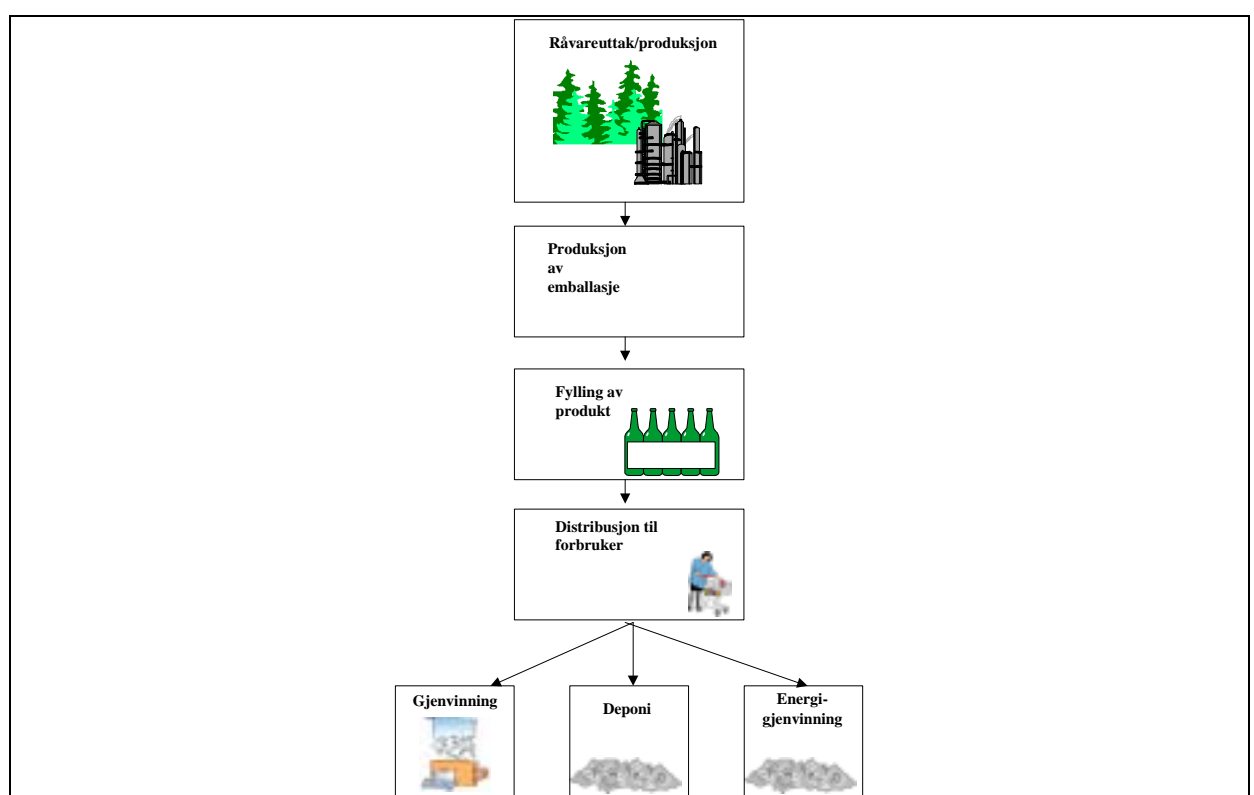 Råvareuttak/produksjon
Produksjon
av
emballasje
Fylling av
produkt
Distribusjon til
forbruker
Gjenvinning
Deponi
Energi-
gjenvinning